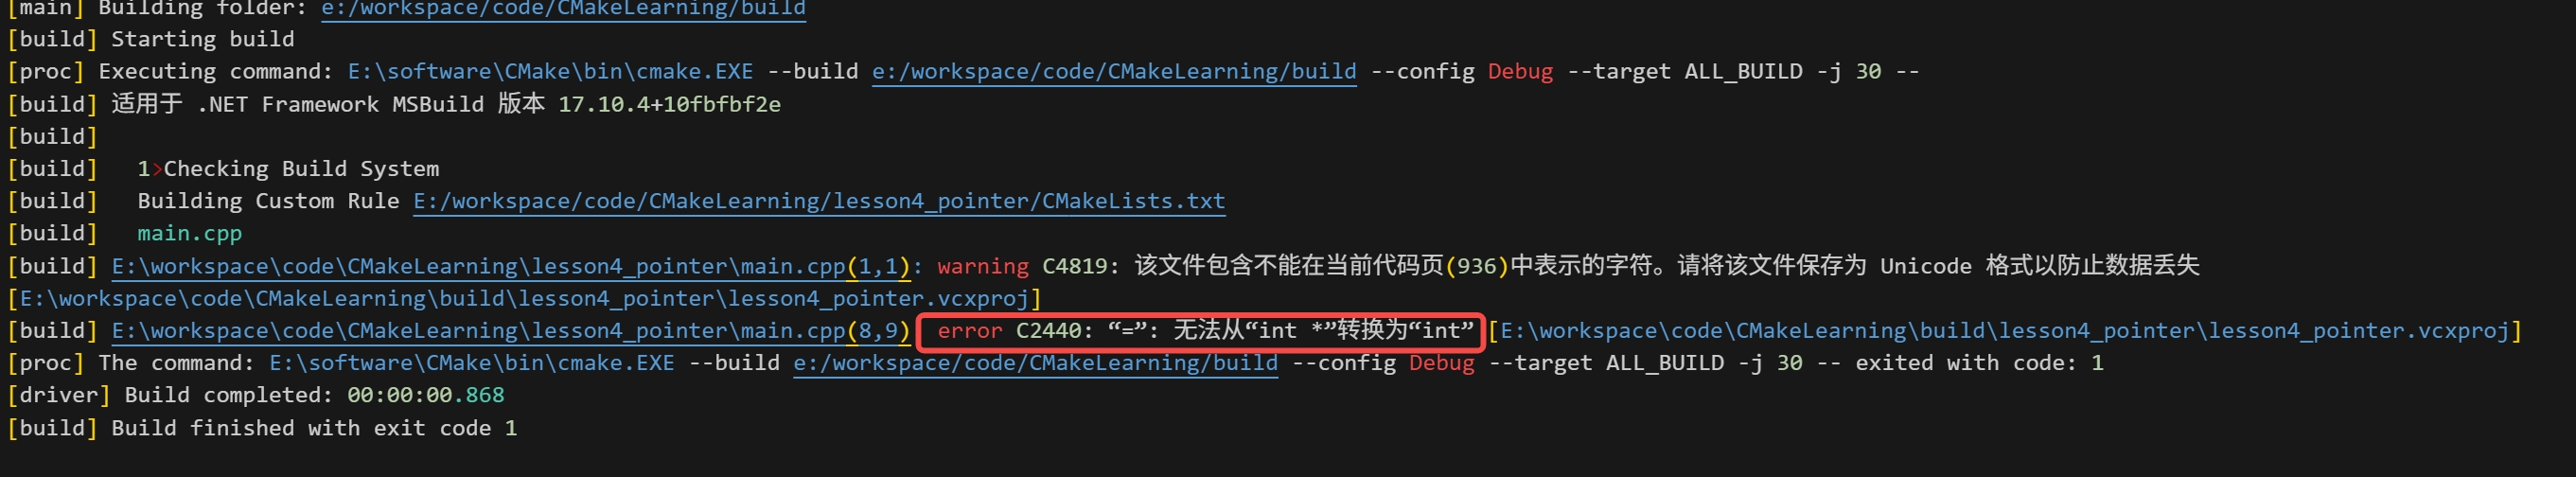 [main] Building folder: e:/workspace/code/CMakeLearning/build
[build] Starting build
[proc] Executing command: E:\software\CMake\bin\cmake.EXE --build e:/workspace/code/CMakeLearning/build --config Debug --target ALL_BUILD -j 30 --
[build] 适用于 .NET Framework MSBuild 版本 17.10.4+10fbfbf2e
[build]
[build]   1>Checking Build System
[build]   Building Custom Rule E:/workspace/code/CMakeLearning/lesson4_pointer/CMakeLists.txt
[build]   main.cpp
[build] E:\workspace\code\CMakeLearning\lesson4_pointer\main.cpp(1,1): warning C4819: 该文件包含不能在当前代码页(936)中表示的字符。请将该文件保存为 Unicode 格式以防止数据丢失
[E:\workspace\code\CMakeLearning\build\lesson4_pointer\lesson4_pointer.vcxproj]
[build] E:\workspace\code\CMakeLearning\lesson4_pointer\main.cpp(8,9) error C2440: “=”: 无法从“int *”转换为“int” [E:\workspace\code\CMakeLearning\build\lesson4_pointer\lesson4_pointer.vcxproj]
[proc] The command: E:\software\CMake\bin\cmake.EXE --build e:/workspace/code/CMakeLearning/build --config Debug --target ALL_BUILD -j 30 -- exited with code: 1
[driver] Build completed: 00:00:00.868
[build] Build finished with exit code 1